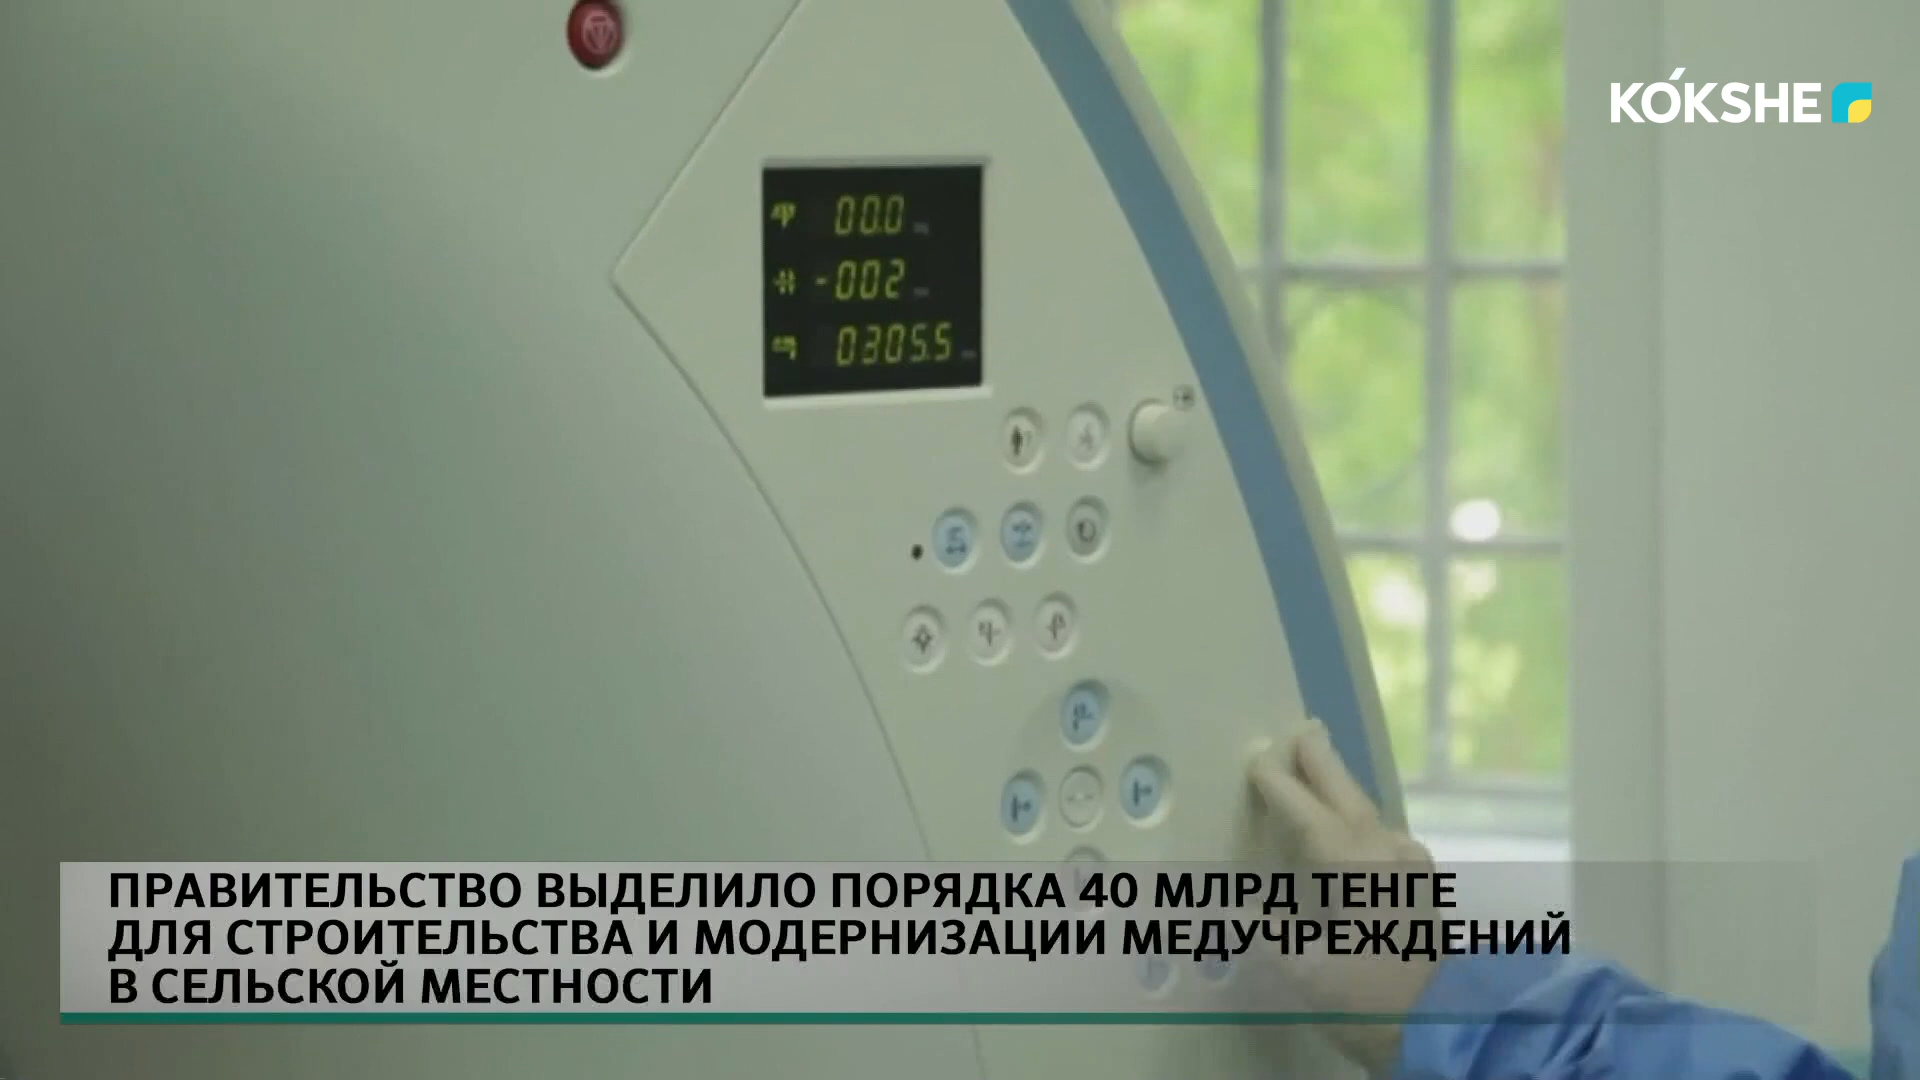 KÓKSHE
00.0
-002
0305.5
ПРАВИТЕЛЬСТВО ВЫДЕЛИЛО ПОРЯДКА 40 МЛРД ТЕНГЕ
ДЛЯ СТРОИТЕЛЬСТВА И МОДЕРНИЗАЦИИ МЕДУЧРЕЖДЕНИЙ
В СЕЛЬСКОЙ МЕСТНОСТИ